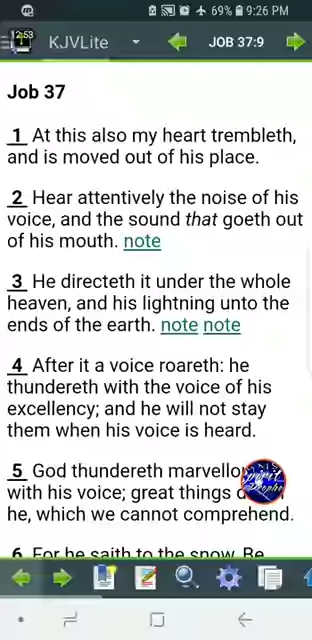 69% 9:26 PM
12:53
KJVLite
JOB 37:9
Job 37
1 At this also my heart trembleth,
and is moved out of his place.
2 Hear attentively the noise of his
voice, and the sound that goeth out
of his mouth. note
3 He directeth it under the whole
heaven, and his lightning unto the
ends of the earth. note note
4 After it a voice roareth: he
thundereth with the voice of his
excellency; and he will not stay
them when his voice is heard.
5 God thundereth
with his voice; great things
he, which we cannot comprehend.
6 For he saith to the snow, Be